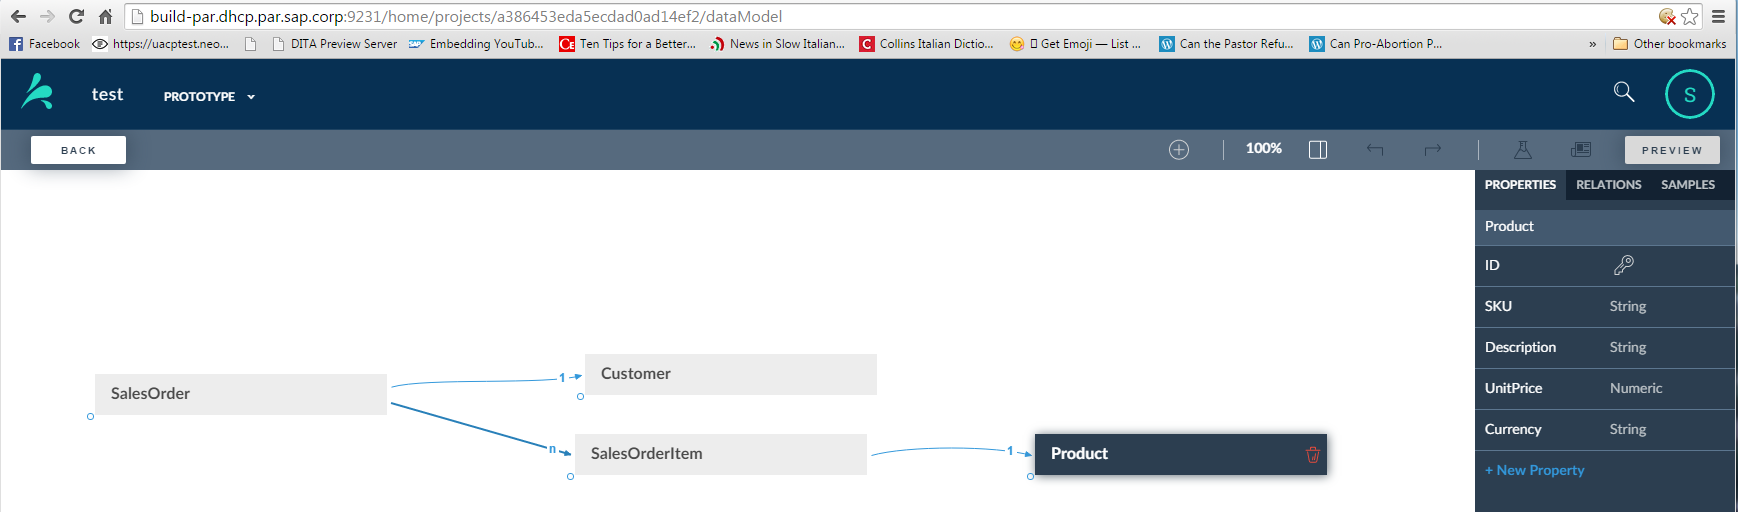 build-par.dhcp.par.sap.corp:9231/home/projects/a386453eda5ecdad0ad14ef2/dataModel
Facebook https://uacptest.neo... DITA Preview Server Embedding YouTub... Ten Tips for a Better... News in Slow Italian... Collins Italian Dictio... Get Emoji — List ... Can the Pastor Refu... Can Pro-Abortion P... » Other bookmarks
test PROTOTYPE S
BACK 100% PREVIEW
PROPERTIES RELATIONS SAMPLES
Product
ID
SKU String
Description String
UnitPrice Numeric
Currency String
+ New Property
Customer
1
SalesOrder
n
SalesOrderItem
1
Product